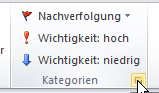 Nachverfolgung
Wichtigkeit: hoch
Wichtigkeit: niedrig
Kategorien